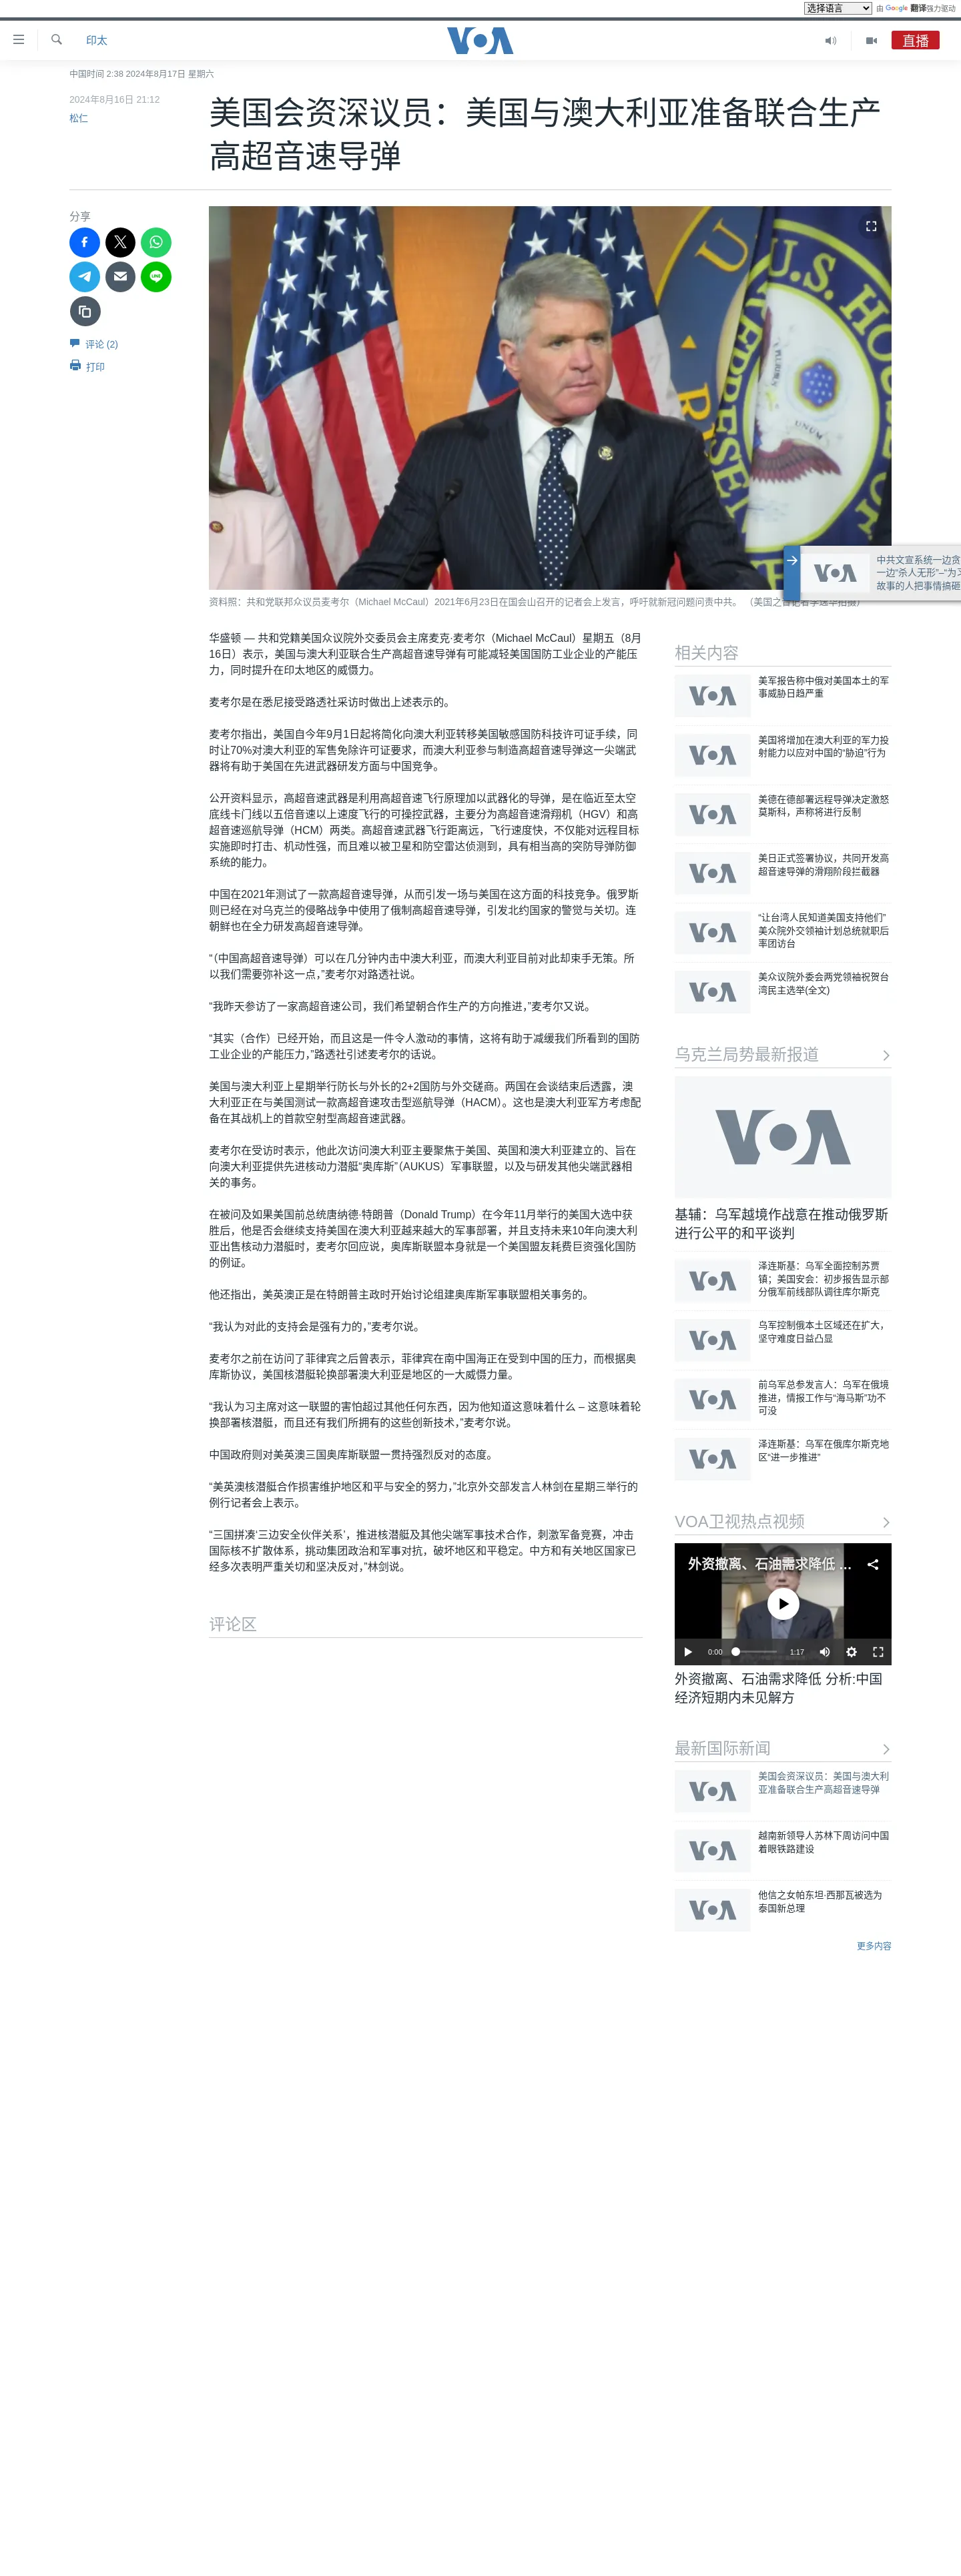 选择语言 由 Google 翻译强力驱动
印太
VOA
直播
中国时间 2:38 2024年8月17日 星期六
2024年8月16日 21:12
松仁
美国会资深议员：美国与澳大利亚准备联合生产
高超音速导弹
分享
评论 (2)
打印
中共文宣系统一边贪
一边“杀人无形”–“为习
故事的人把事情搞砸
资料照：共和党联邦众议员麦考尔（Michael McCaul）2021年6月23日在国会山召开的记者会上发言，呼吁就新冠问题问责中共。（美国之音记者李逸华拍摄）
华盛顿 — 共和党籍美国众议院外交委员会主席麦克·麦考尔（Michael McCaul）星期五（8月
16日）表示，美国与澳大利亚联合生产高超音速导弹有可能减轻美国国防工业企业的产能压
力，同时提升在印太地区的威慑力。
麦考尔是在悉尼接受路透社采访时做出上述表示的。
麦考尔指出，美国自今年9月1日起将简化向澳大利亚转移美国敏感国防科技许可证手续，同
时让70%对澳大利亚的军售免除许可证要求，而澳大利亚参与制造高超音速导弹这一尖端武
器将有助于美国在先进武器研发方面与中国竞争。
公开资料显示，高超音速武器是利用高超音速飞行原理加以武器化的导弹，是在临近至太空
底线卡门线以五倍音速以上速度飞行的可操控武器，主要分为高超音速滑翔机（HGV）和高
超音速巡航导弹（HCM）两类。高超音速武器飞行距离远，飞行速度快，不仅能对远程目标
实施即时打击、机动性强，而且难以被卫星和防空雷达侦测到，具有相当高的突防导弹防御
系统的能力。
中国在2021年测试了一款高超音速导弹，从而引发一场与美国在这方面的科技竞争。俄罗斯
则已经在对乌克兰的侵略战争中使用了俄制高超音速导弹，引发北约国家的警觉与关切。连
朝鲜也在全力研发高超音速导弹。
“（中国高超音速导弹）可以在几分钟内击中澳大利亚，而澳大利亚目前对此却束手无策。所
以我们需要弥补这一点，”麦考尔对路透社说。
“我昨天参访了一家高超音速公司，我们希望朝合作生产的方向推进，”麦考尔又说。
“其实（合作）已经开始，而且这是一件令人激动的事情，这将有助于减缓我们所看到的国防
工业企业的产能压力，”路透社引述麦考尔的话说。
美国与澳大利亚上星期举行防长与外长的2+2国防与外交磋商。两国在会谈结束后透露，澳
大利亚正在与美国测试一款高超音速攻击型巡航导弹（HACM）。这也是澳大利亚军方考虑配
备在其战机上的首款空射型高超音速武器。
麦考尔在受访时表示，他此次访问澳大利亚主要聚焦于美国、英国和澳大利亚建立的、旨在
向澳大利亚提供先进核动力潜艇“奥库斯”（AUKUS）军事联盟，以及与研发其他尖端武器相
关的事务。
在被问及如果美国前总统唐纳德·特朗普（Donald Trump）在今年11月举行的美国大选中获
胜后，他是否会继续支持美国在澳大利亚越来越大的军事部署，并且支持未来10年向澳大利
亚出售核动力潜艇时，麦考尔回应说，奥库斯联盟本身就是一个美国盟友耗费巨资强化国防
的例证。
他还指出，美英澳正是在特朗普主政时开始讨论组建奥库斯军事联盟相关事务的。
“我认为对此的支持会是强有力的，”麦考尔说。
麦考尔之前在访问了菲律宾之后曾表示，菲律宾在南中国海正在受到中国的压力，而根据奥
库斯协议，美国核潜艇轮换部署澳大利亚是地区的一大威慑力量。
“我认为习主席对这一联盟的害怕超过其他任何东西，因为他知道这意味着什么 – 这意味着轮
换部署核潜艇，而且还有我们所拥有的这些创新技术，”麦考尔说。
中国政府则对美英澳三国奥库斯联盟一贯持强烈反对的态度。
“美英澳核潜艇合作损害维护地区和平与安全的努力，”北京外交部发言人林剑在星期三举行的
例行记者会上表示。
“三国拼凑‘三边安全伙伴关系’，推进核潜艇及其他尖端军事技术合作，刺激军备竞赛，冲击
国际核不扩散体系，挑动集团政治和军事对抗，破坏地区和平稳定。中方和有关地区国家已
经多次表明严重关切和坚决反对，”林剑说。
评论区
相关内容
美军报告称中俄对美国本土的军
事威胁日趋严重
美国将增加在澳大利亚的军力投
射能力以应对中国的“胁迫”行为
美德在德部署远程导弹决定激怒
莫斯科，声称将进行反制
美日正式签署协议，共同开发高
超音速导弹的滑翔阶段拦截器
“让台湾人民知道美国支持他们”
美众院外交领袖计划总统就职后
率团访台
美众议院外委会两党领袖祝贺台
湾民主选举(全文)
乌克兰局势最新报道
VOA
基辅：乌军越境作战意在推动俄罗斯
进行公平的和平谈判
泽连斯基：乌军全面控制苏贾
镇；美国安会：初步报告显示部
分俄军前线部队调往库尔斯克
乌军控制俄本土区域还在扩大，
坚守难度日益凸显
前乌军总参发言人：乌军在俄境
推进，情报工作与“海马斯”功不
可没
泽连斯基：乌军在俄库尔斯克地
区“进一步推进”
VOA卫视热点视频
外资撤离、石油需求降低 ...
0:00 1:17
外资撤离、石油需求降低 分析:中国
经济短期内未见解方
最新国际新闻
美国会资深议员：美国与澳大利
亚准备联合生产高超音速导弹
越南新领导人苏林下周访问中国
着眼铁路建设
他信之女帕东坦·西那瓦被选为
泰国新总理
更多内容